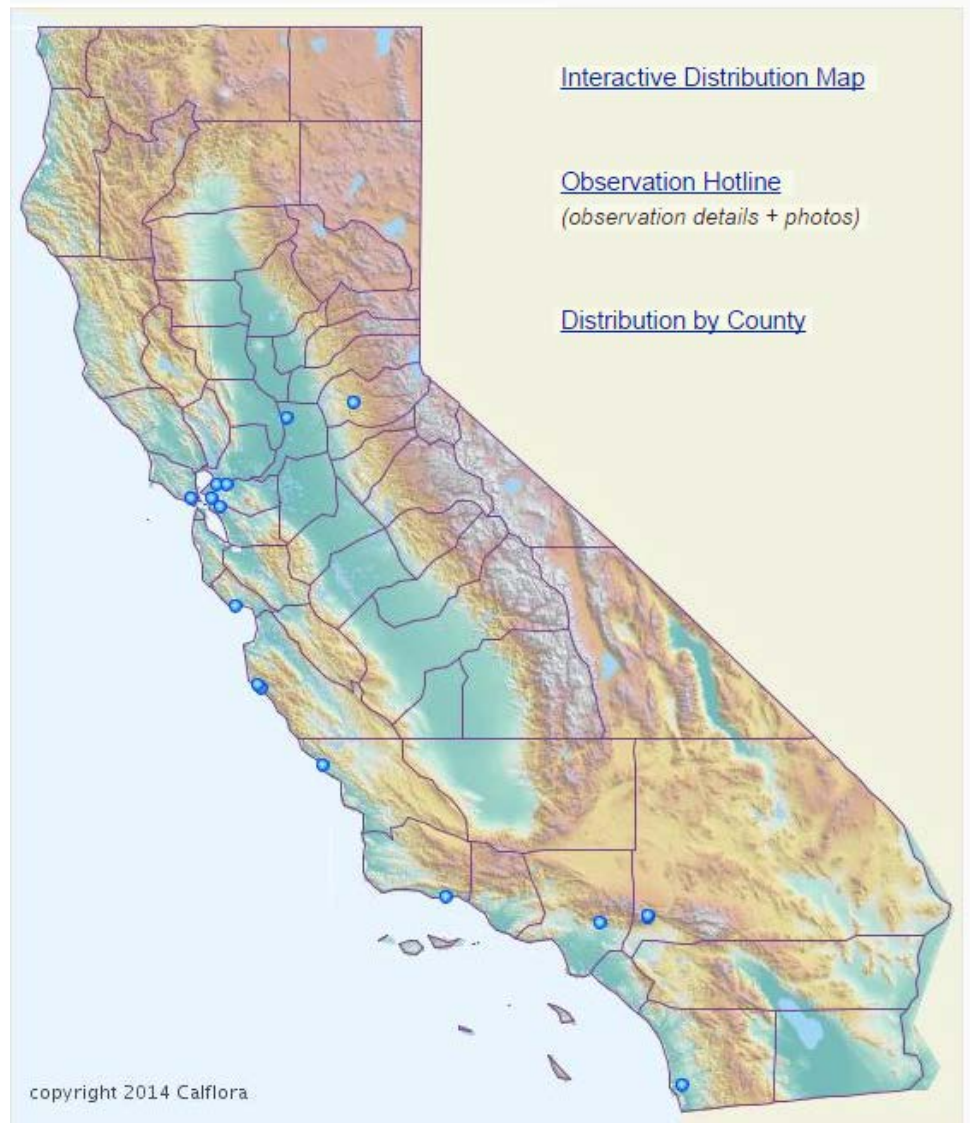 Interactive Distribution Map
Observation Hotline
(observation details + photos)
Distribution by County
copyright 2014 Calflora